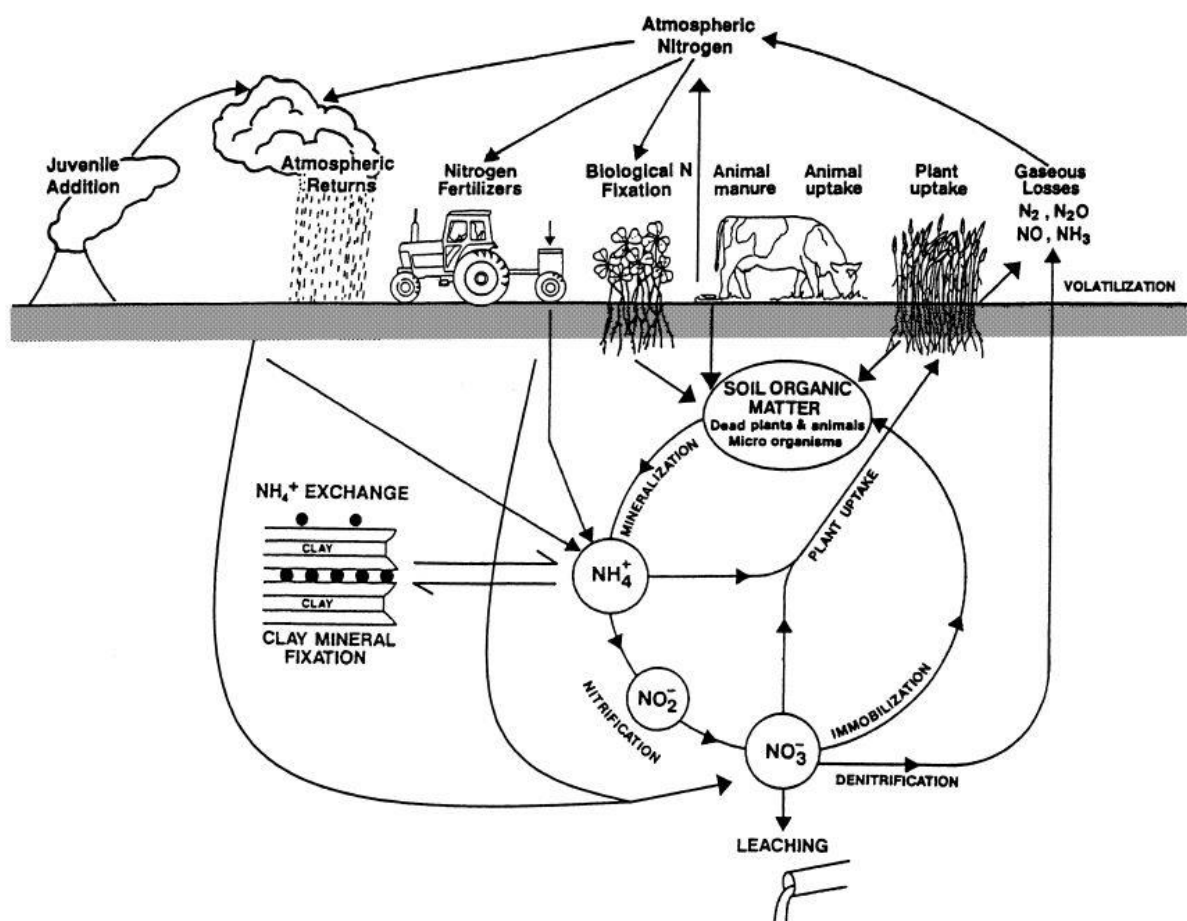 Atmospheric
Nitrogen
Juvenile
Addition
Atmospheric
Returns
Nitrogen
Fertilizers
Biological N
Fixation
Animal
manure
Animal
uptake
Plant
uptake
Gaseous
Losses
N₂ , N₂O
NO , NH₃
VOLATILIZATION
SOIL ORGANIC
MATTER
Dead plants & animals
Micro organisms
MINERALIZATION
PLANT UPTAKE
NH₄⁺ EXCHANGE
CLAY
CLAY
CLAY MINERAL
FIXATION
NH₄⁺
NO₂⁻
NITRIFICATION
NO₃⁻
IMMOBILIZATION
DENITRIFICATION
LEACHING